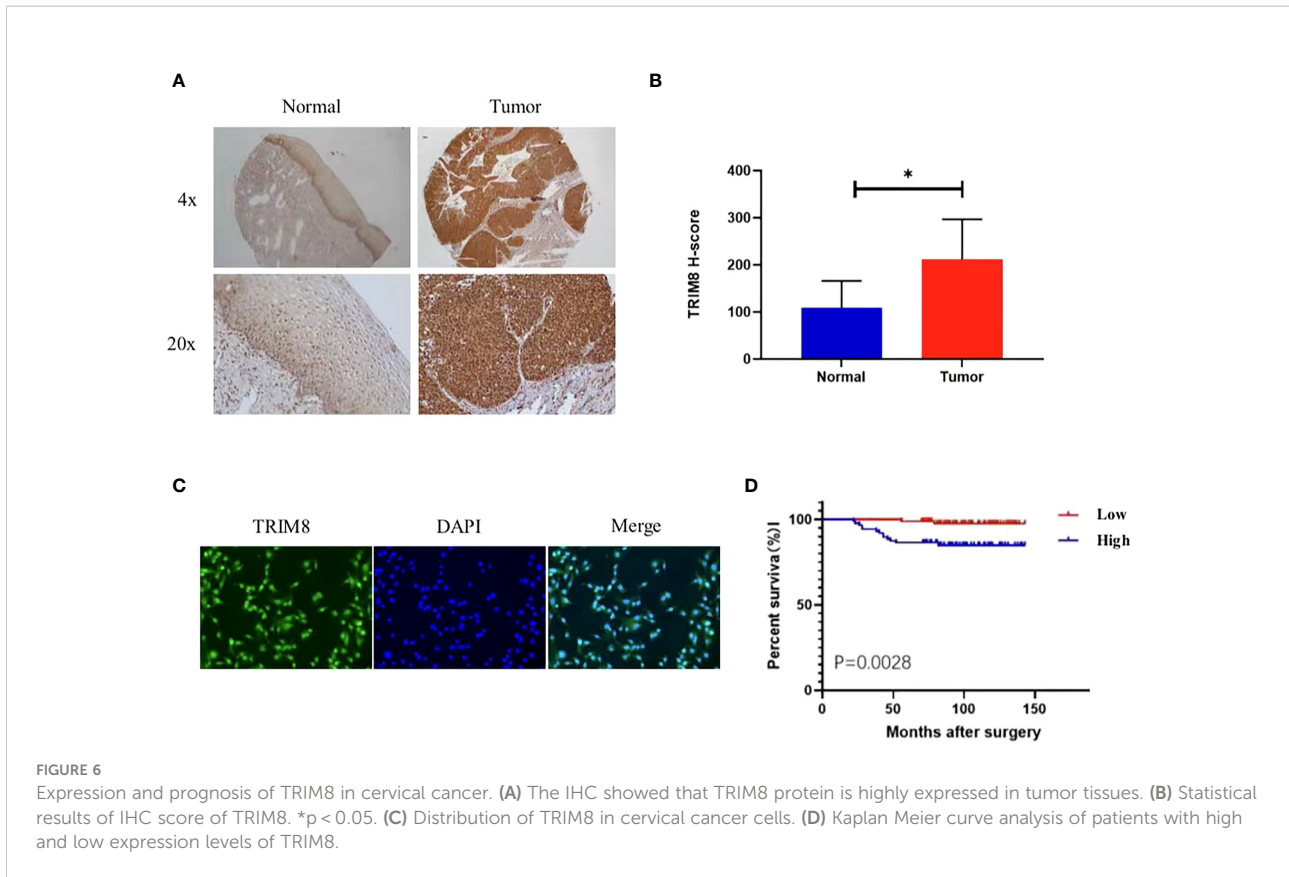 A
Normal
Tumor
4x
20x
B
TRIM8 H-score
400
300
200
100
0
*
Normal
Tumor
C
TRIM8
DAPI
Merge
D
Percent surviva(%)l
100
50
0
P=0.0028
0
50
100
150
Months after surgery
Low
High
FIGURE 6
Expression and prognosis of TRIM8 in cervical cancer. (A) The IHC showed that TRIM8 protein is highly expressed in tumor tissues. (B) Statistical
results of IHC score of TRIM8. *p < 0.05. (C) Distribution of TRIM8 in cervical cancer cells. (D) Kaplan Meier curve analysis of patients with high
and low expression levels of TRIM8.